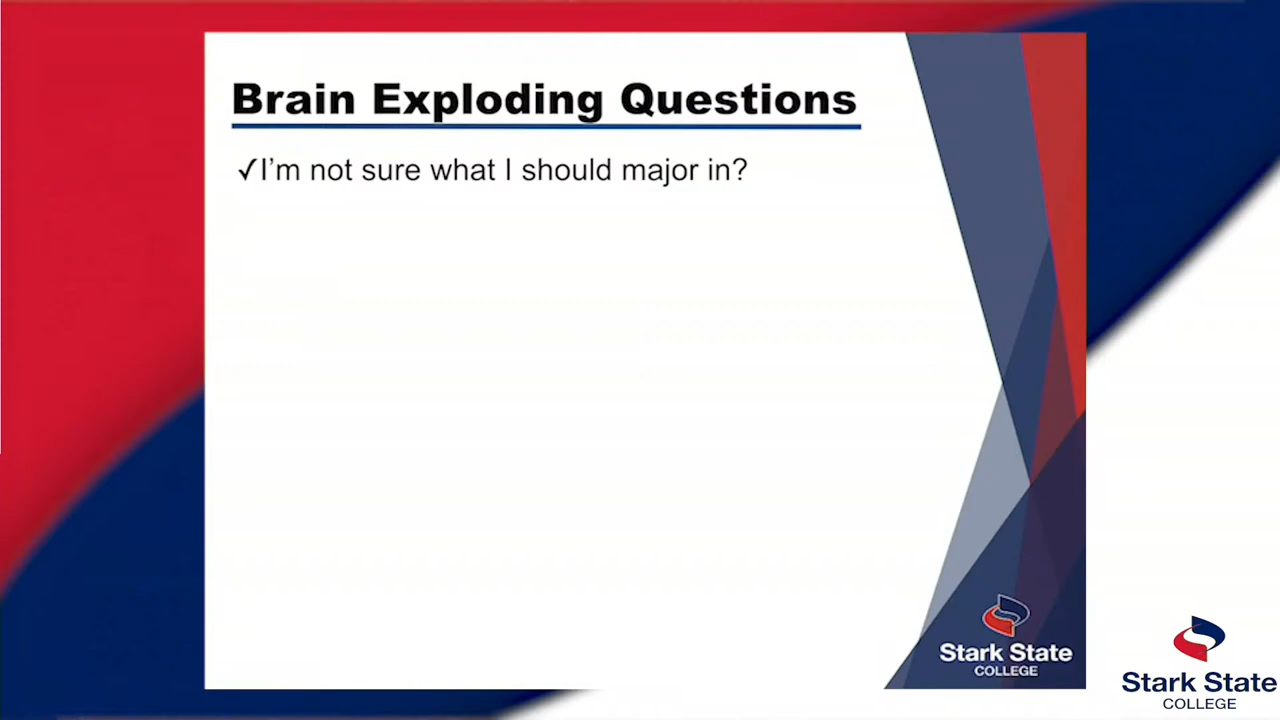 Brain Exploding Questions
✓I'm not sure what I should major in?
Stark State
COLLEGE
Stark State
COLLEGE